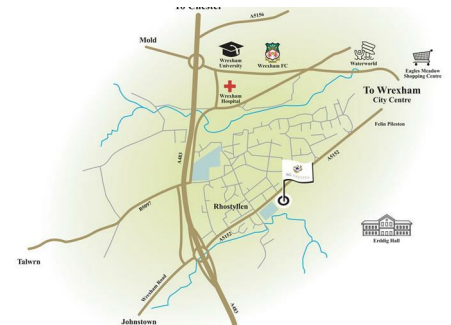 To Chester
A5156
Mold
Wrexham
University
Wrexham FC
Waterworld
Eagles Meadow
Shopping Centre
Wrexham
Hospital
To Wrexham
City Centre
Felin Puleston
A483
A5152
B5097
Rhostyllen
A5152
Erddig Hall
Talwrn
Wrexham Road
A483
Johnstown